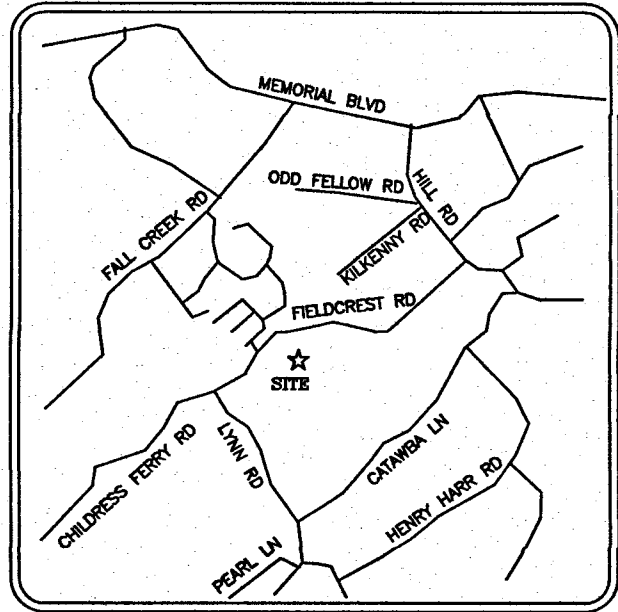 MEMORIAL BLVD
ODD FELLOW RD
HILL RD
KILKENNY RD
FALL CREEK RD
FIELDCREST RD
SITE
CHILDRESS FERRY RD
LYNN RD
CATAWBA LN
HENRY HARR RD
PEARL LN